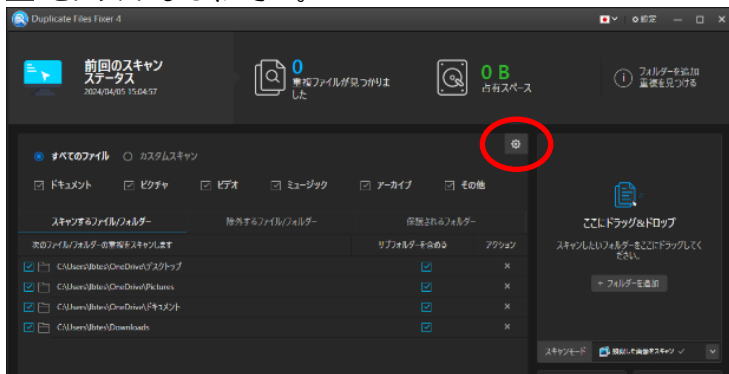 Duplicate Files Fixer 4
設定
前回のスキャン
ステータス
2024/04/05 15:04:57
0
重複ファイルが見つかりま
した
0 B
占有スペース
フォルダーを追加
重複を見つける
すべてのファイル
カスタムスキャン
ドキュメント
ピクチャ
ビデオ
ミュージック
アーカイブ
その他
スキャンするファイル/フォルダー
除外するファイル/フォルダー
保護されるフォルダー
次のファイル/フォルダーの重複をスキャンします
サブフォルダーを含める
アクション
C:\Users\lbtes\OneDrive\デスクトップ
C:\Users\lbtes\OneDrive\Pictures
C:\Users\lbtes\OneDrive\ドキュメント
C:\Users\lbtes\Downloads
ここにドラッグ&ドロップ
スキャンしたいフォルダーをここにドラッグしてく
ださい。
+ フォルダーを追加
スキャンモード
類似した画像をスキャン